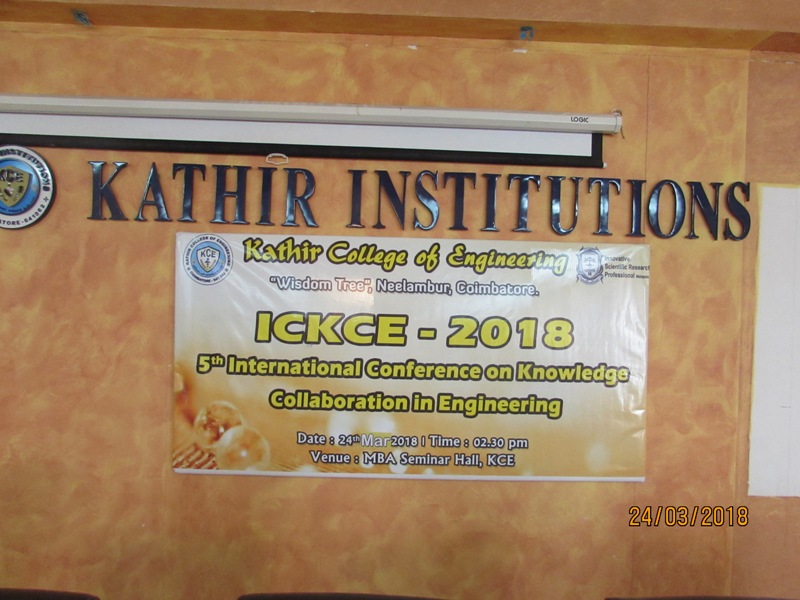 LOGIC
KATHIR INSTITUTIONS
KCE
Kathir College of Engineering
"Wisdom Tree", Neelambur, Coimbatore.
Innovative
Scientific Research
Professional
ICKCE - 2018
5th International Conference on Knowledge
Collaboration in Engineering
Date : 24th Mar 2018 | Time : 02.30 pm
Venue : MBA Seminar Hall, KCE
24/03/2018